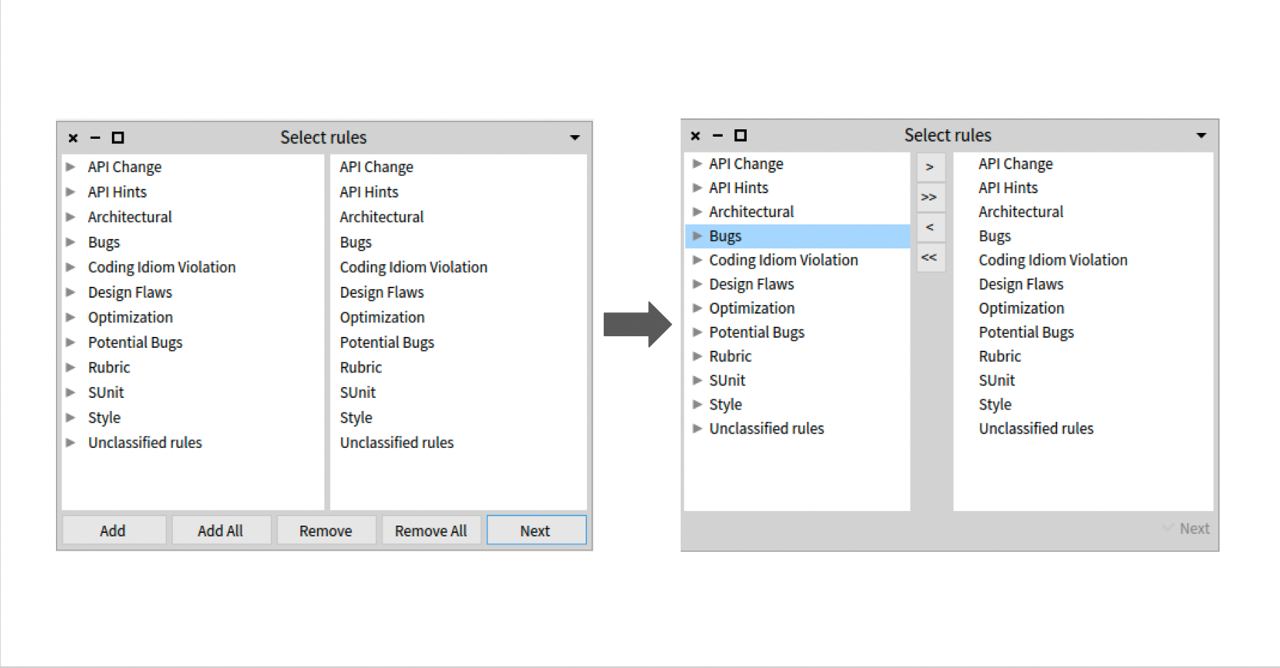 Select rules
API Change
API Hints
Architectural
Bugs
Coding Idiom Violation
Design Flaws
Optimization
Potential Bugs
Rubric
SUnit
Style
Unclassified rules
API Change
API Hints
Architectural
Bugs
Coding Idiom Violation
Design Flaws
Optimization
Potential Bugs
Rubric
SUnit
Style
Unclassified rules
Add
Add All
Remove
Remove All
Next
Select rules
API Change
API Hints
Architectural
Bugs
Coding Idiom Violation
Design Flaws
Optimization
Potential Bugs
Rubric
SUnit
Style
Unclassified rules
>
>>
<
<<
API Change
API Hints
Architectural
Bugs
Coding Idiom Violation
Design Flaws
Optimization
Potential Bugs
Rubric
SUnit
Style
Unclassified rules
Next